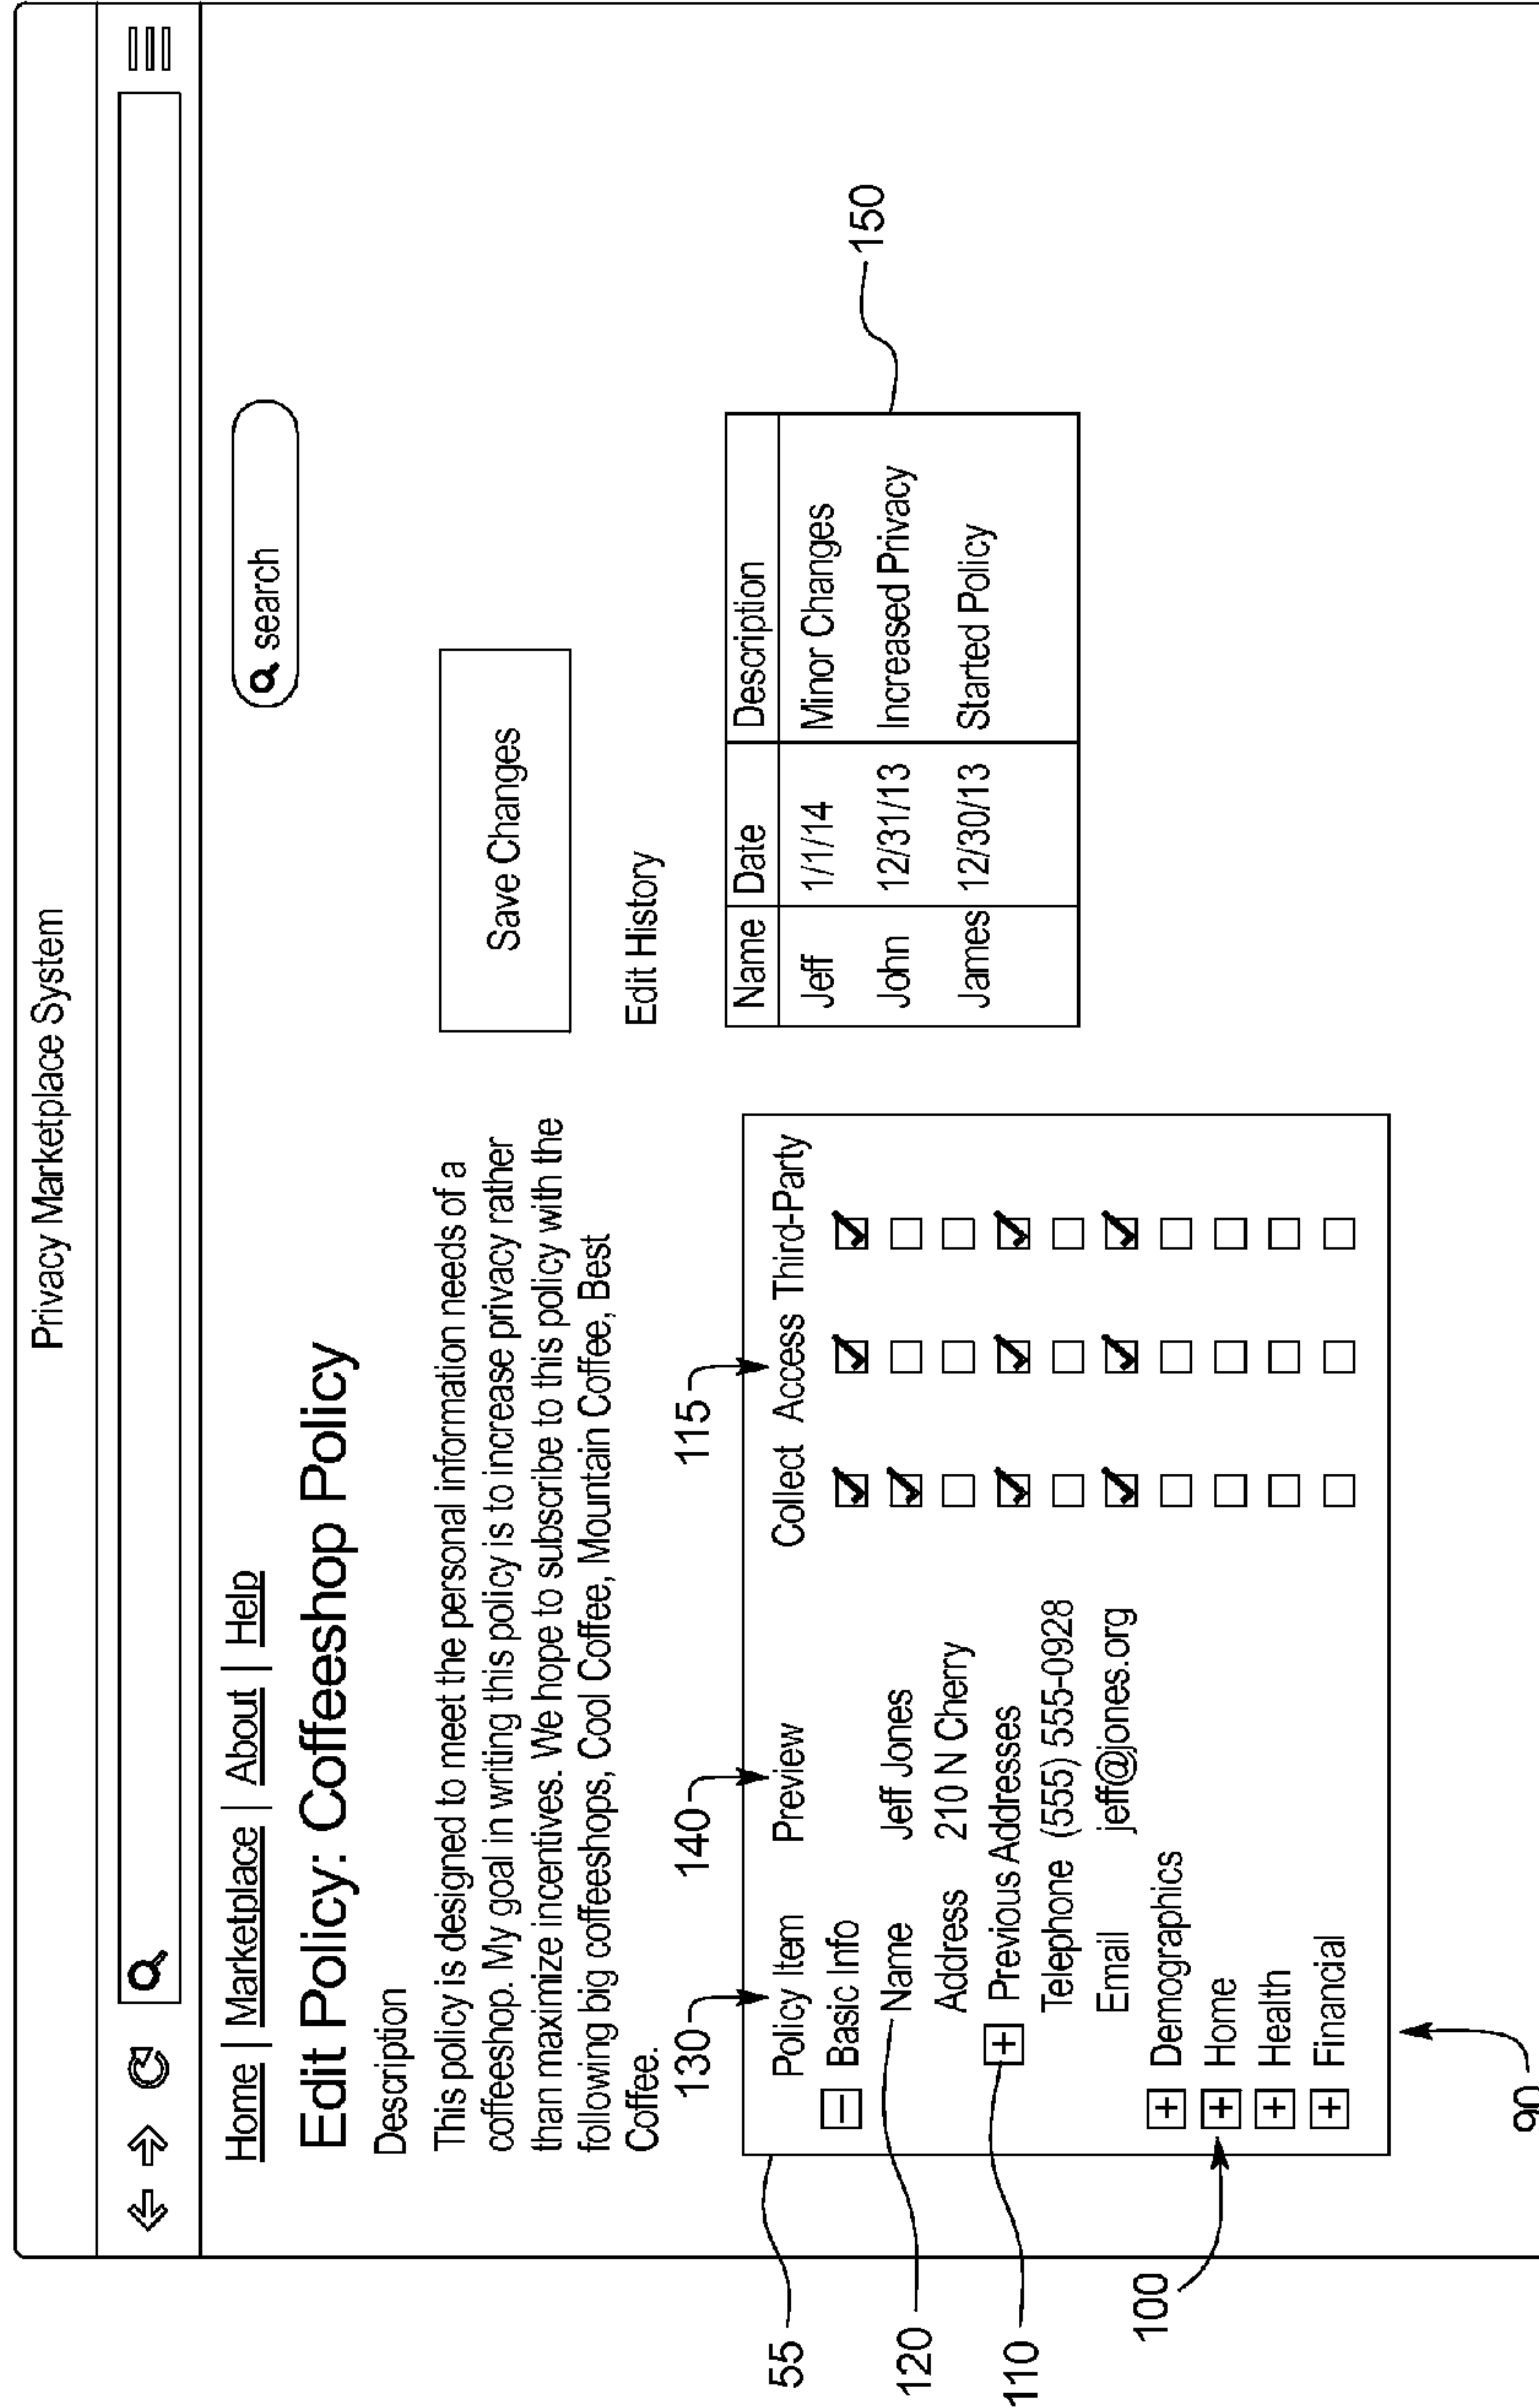 Privacy Marketplace System
Home | Marketplace | About | Help
search
Edit Policy: Coffeeshop Policy
Description
This policy is designed to meet the personal information needs of a
coffeeshop. My goal in writing this policy is to increase privacy rather
than maximize incentives. We hope to subscribe to this policy with the
following big coffeeshops, Cool Coffee, Mountain Coffee, Best
Coffee.
Save Changes
Edit History
Name Date Description
Jeff 1/1/14 Minor Changes
John 12/31/13 Increased Privacy
James 12/30/13 Started Policy
150
130 140 115
Policy Item Preview Collect Access Third-Party
Basic Info
Name Jeff Jones
Address 210 N Cherry
Previous Addresses
Telephone (555) 555-0928
Email jeff@jones.org
Demographics
Home
Health
Financial
55
120
110
100
90